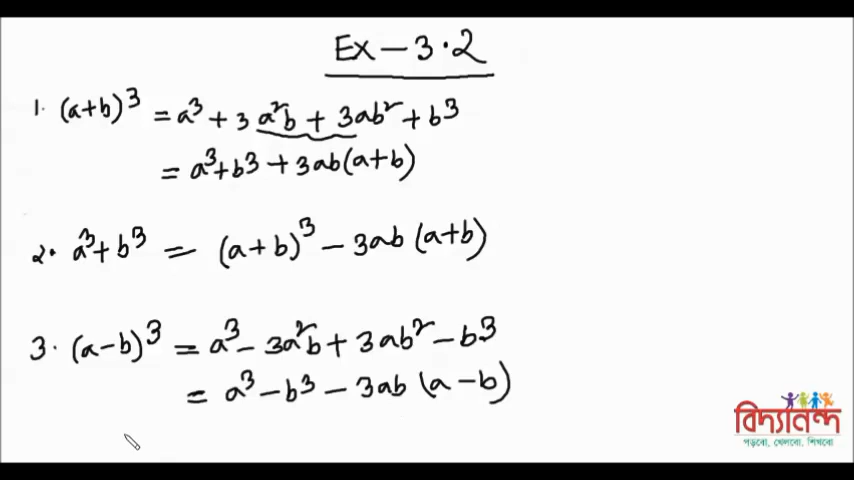 Ex - 3.2
1. (a+b)³ = a³ + 3a²b + 3ab² + b³
= a³+b³ + 3ab(a+b)
2. a³+b³ = (a+b)³ - 3ab (a+b)
3. (a-b)³ = a³ - 3a²b + 3ab² - b³
= a³ - b³ - 3ab (a-b)
বিদ্যানন্দ
পড়বো, খেলবো, শিখবো